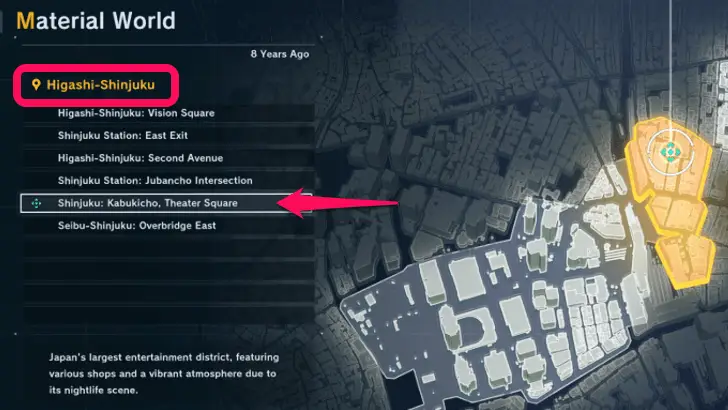 Material World
8 Years Ago
Higashi-Shinjuku
Higashi-Shinjuku: Vision Square
Shinjuku Station: East Exit
Higashi-Shinjuku: Second Avenue
Shinjuku Station: Jubancho Intersection
Shinjuku: Kabukicho, Theater Square
Seibu-Shinjuku: Overbridge East
Japan's largest entertainment district, featuring
various shops and a vibrant atmosphere due to
its nightlife scene.